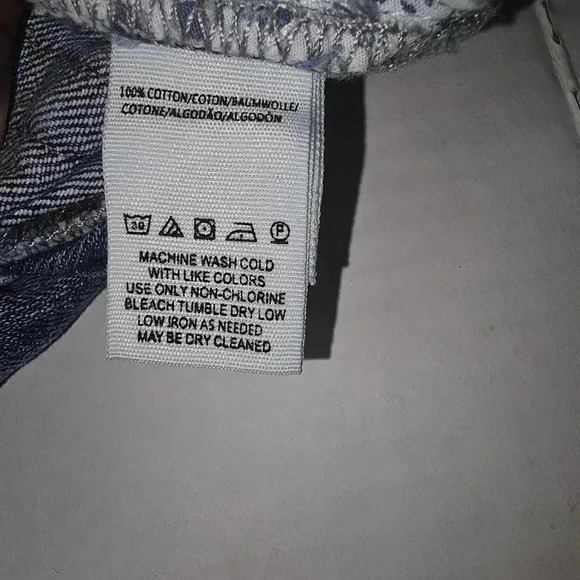 100% COTTON/COTON/BAUMWOLLE/
COTONE/ALGODÃO/ALGODÓN
30 P
MACHINE WASH COLD
WITH LIKE COLORS
USE ONLY NON-CHLORINE
BLEACH TUMBLE DRY LOW
LOW IRON AS NEEDED
MAY BE DRY CLEANED